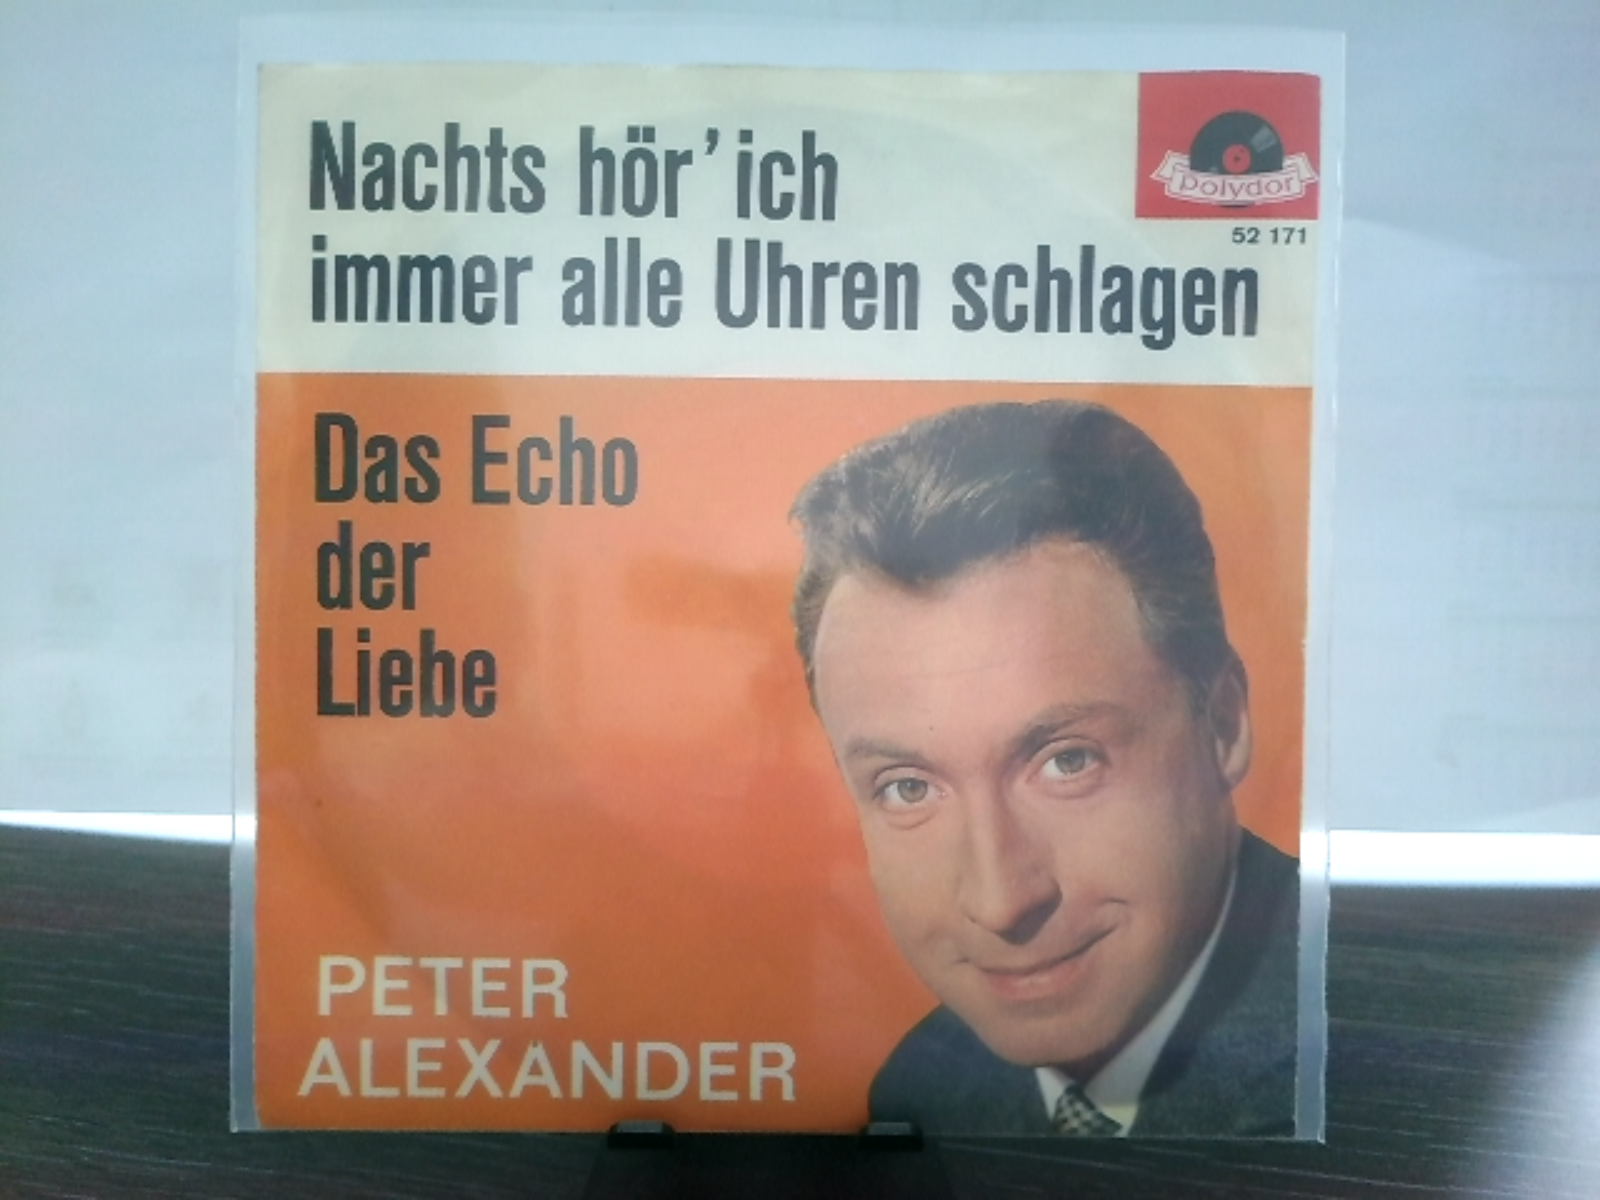 Nachts hör' ich
immer alle Uhren schlagen
polydor
52 171
Das Echo
der
Liebe
PETER
ALEXANDER